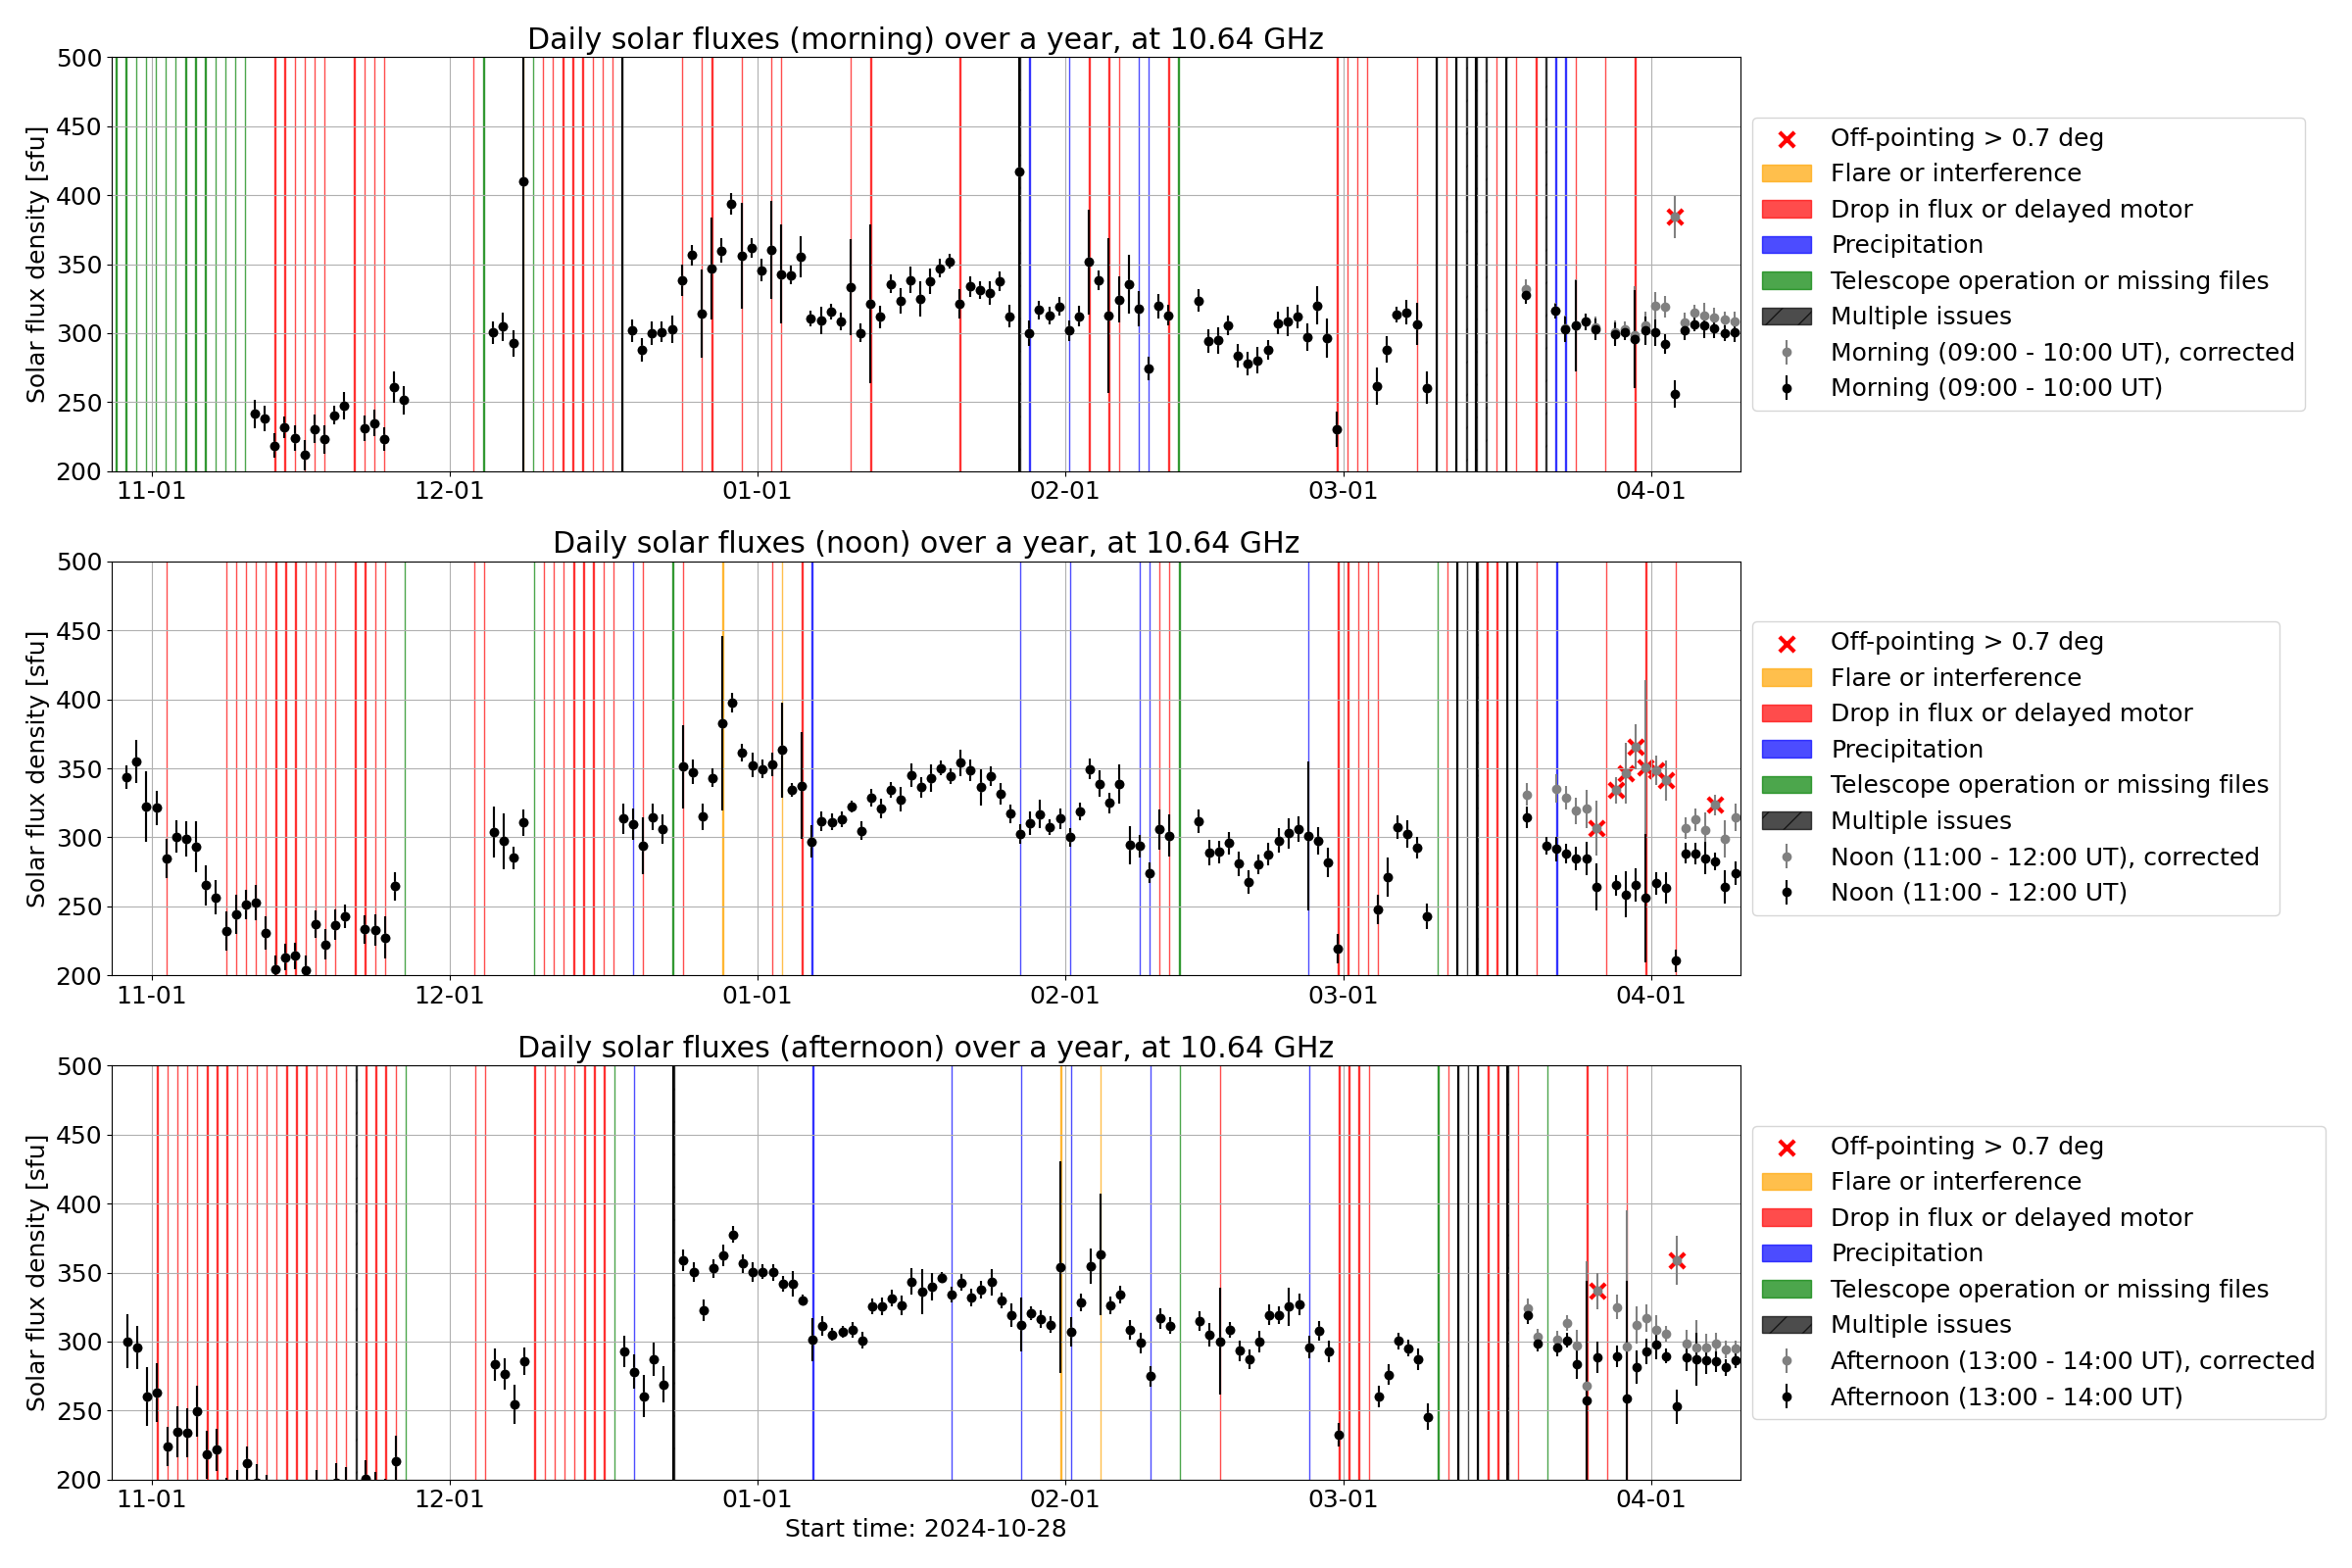 Daily solar fluxes (morning) over a year, at 10.64 GHz
Solar flux density [sfu]
500
450
400
350
300
250
200
11-01 12-01 01-01 02-01 03-01 04-01
Off-pointing > 0.7 deg
Flare or interference
Drop in flux or delayed motor
Precipitation
Telescope operation or missing files
Multiple issues
Morning (09:00 - 10:00 UT), corrected
Morning (09:00 - 10:00 UT)
Daily solar fluxes (noon) over a year, at 10.64 GHz
Solar flux density [sfu]
500
450
400
350
300
250
200
11-01 12-01 01-01 02-01 03-01 04-01
Off-pointing > 0.7 deg
Flare or interference
Drop in flux or delayed motor
Precipitation
Telescope operation or missing files
Multiple issues
Noon (11:00 - 12:00 UT), corrected
Noon (11:00 - 12:00 UT)
Daily solar fluxes (afternoon) over a year, at 10.64 GHz
Solar flux density [sfu]
500
450
400
350
300
250
200
11-01 12-01 01-01 02-01 03-01 04-01
Start time: 2024-10-28
Off-pointing > 0.7 deg
Flare or interference
Drop in flux or delayed motor
Precipitation
Telescope operation or missing files
Multiple issues
Afternoon (13:00 - 14:00 UT), corrected
Afternoon (13:00 - 14:00 UT)